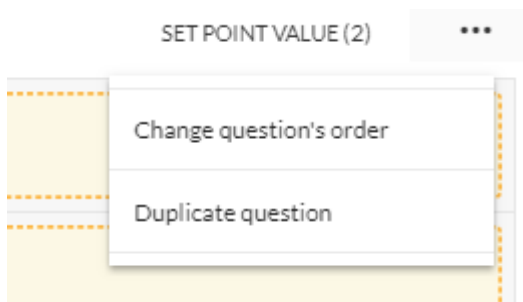 SET POINT VALUE (2) •••
Change question's order
Duplicate question